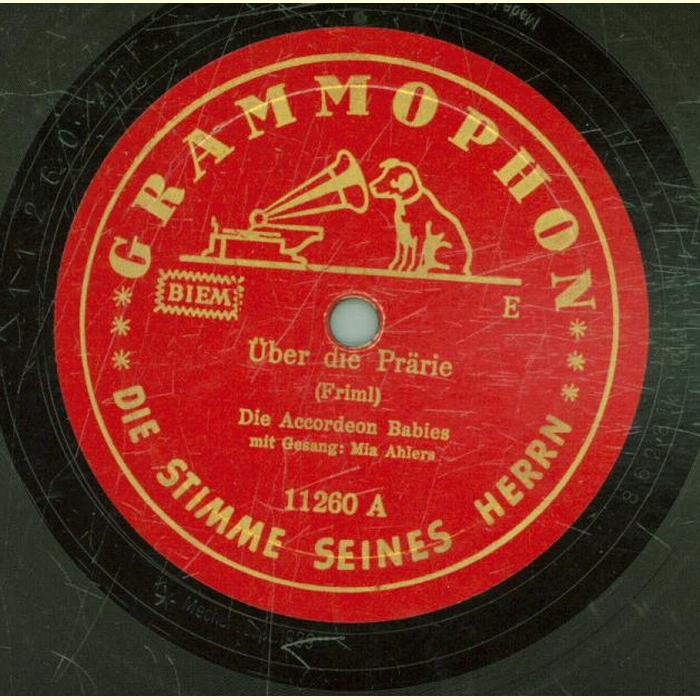 GRAMMOPHON
BIEM
E
Über die Prärie
(Friml)
Die Accordeon Babies
mit Gesang: Mia Ahlers
11260 A
*** DIE STIMME SEINES HERRN ***